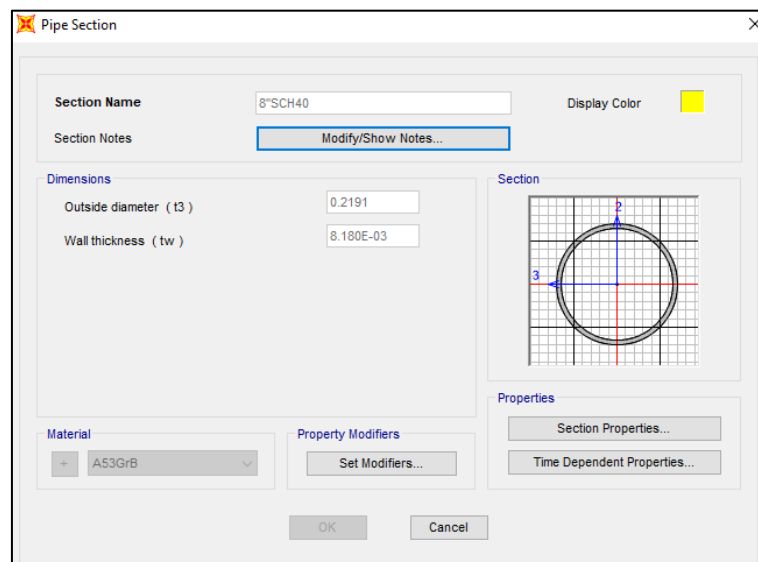 Pipe Section
Section Name 8"SCH40 Display Color
Section Notes Modify/Show Notes...
Dimensions
Outside diameter ( t3 ) 0.2191
Wall thickness ( tw ) 8.180E-03
Section
2
3
Properties
Section Properties...
Time Dependent Properties...
Material
+ A53GrB
Property Modifiers
Set Modifiers...
OK Cancel